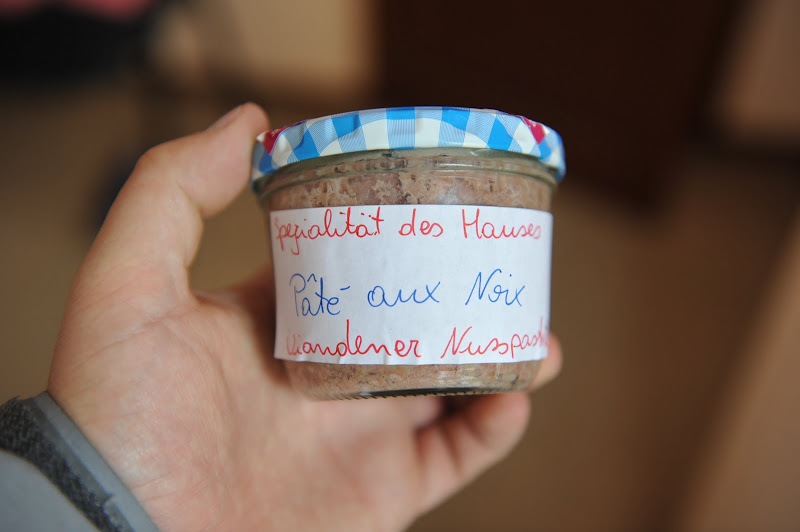 Spezialität des Hauses
Pâté aux Noix
Viandener